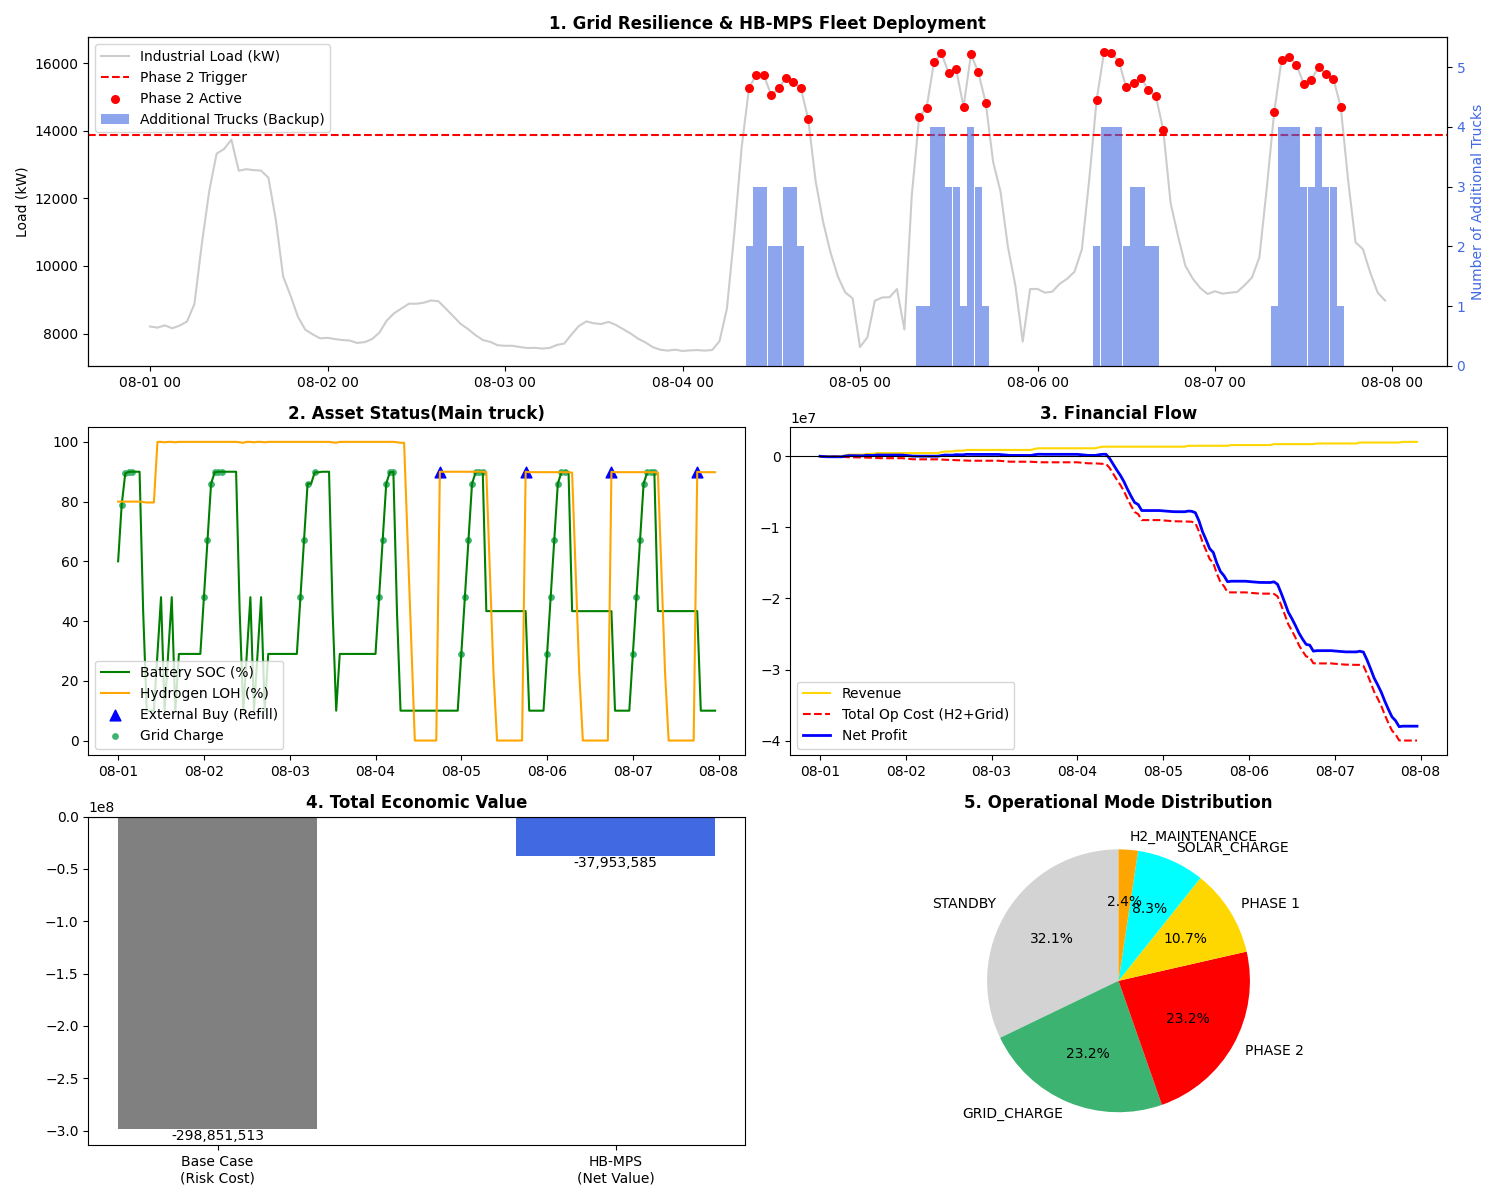 1. Grid Resilience & HB-MPS Fleet Deployment
Industrial Load (kW)
Phase 2 Trigger
Phase 2 Active
Additional Trucks (Backup)
Load (kW)
16000
14000
12000
10000
8000
5
4
3
2
1
0
Number of Additional Trucks
08-01 00
08-02 00
08-03 00
08-04 00
08-05 00
08-06 00
08-07 00
08-08 00
2. Asset Status(Main truck)
100
80
60
40
20
0
Battery SOC (%)
Hydrogen LOH (%)
External Buy (Refill)
Grid Charge
08-01
08-02
08-03
08-04
08-05
08-06
08-07
08-08
3. Financial Flow
1e7
0
−1
−2
−3
−4
Revenue
Total Op Cost (H2+Grid)
Net Profit
08-01
08-02
08-03
08-04
08-05
08-06
08-07
08-08
4. Total Economic Value
1e8
0.0
−0.5
−1.0
−1.5
−2.0
−2.5
−3.0
-37,953,585
-298,851,513
Base Case
(Risk Cost)
HB-MPS
(Net Value)
5. Operational Mode Distribution
H2_MAINTENANCE
SOLAR_CHARGE
STANDBY
PHASE 1
2.4%
8.3%
32.1%
10.7%
23.2%
PHASE 2
23.2%
GRID_CHARGE